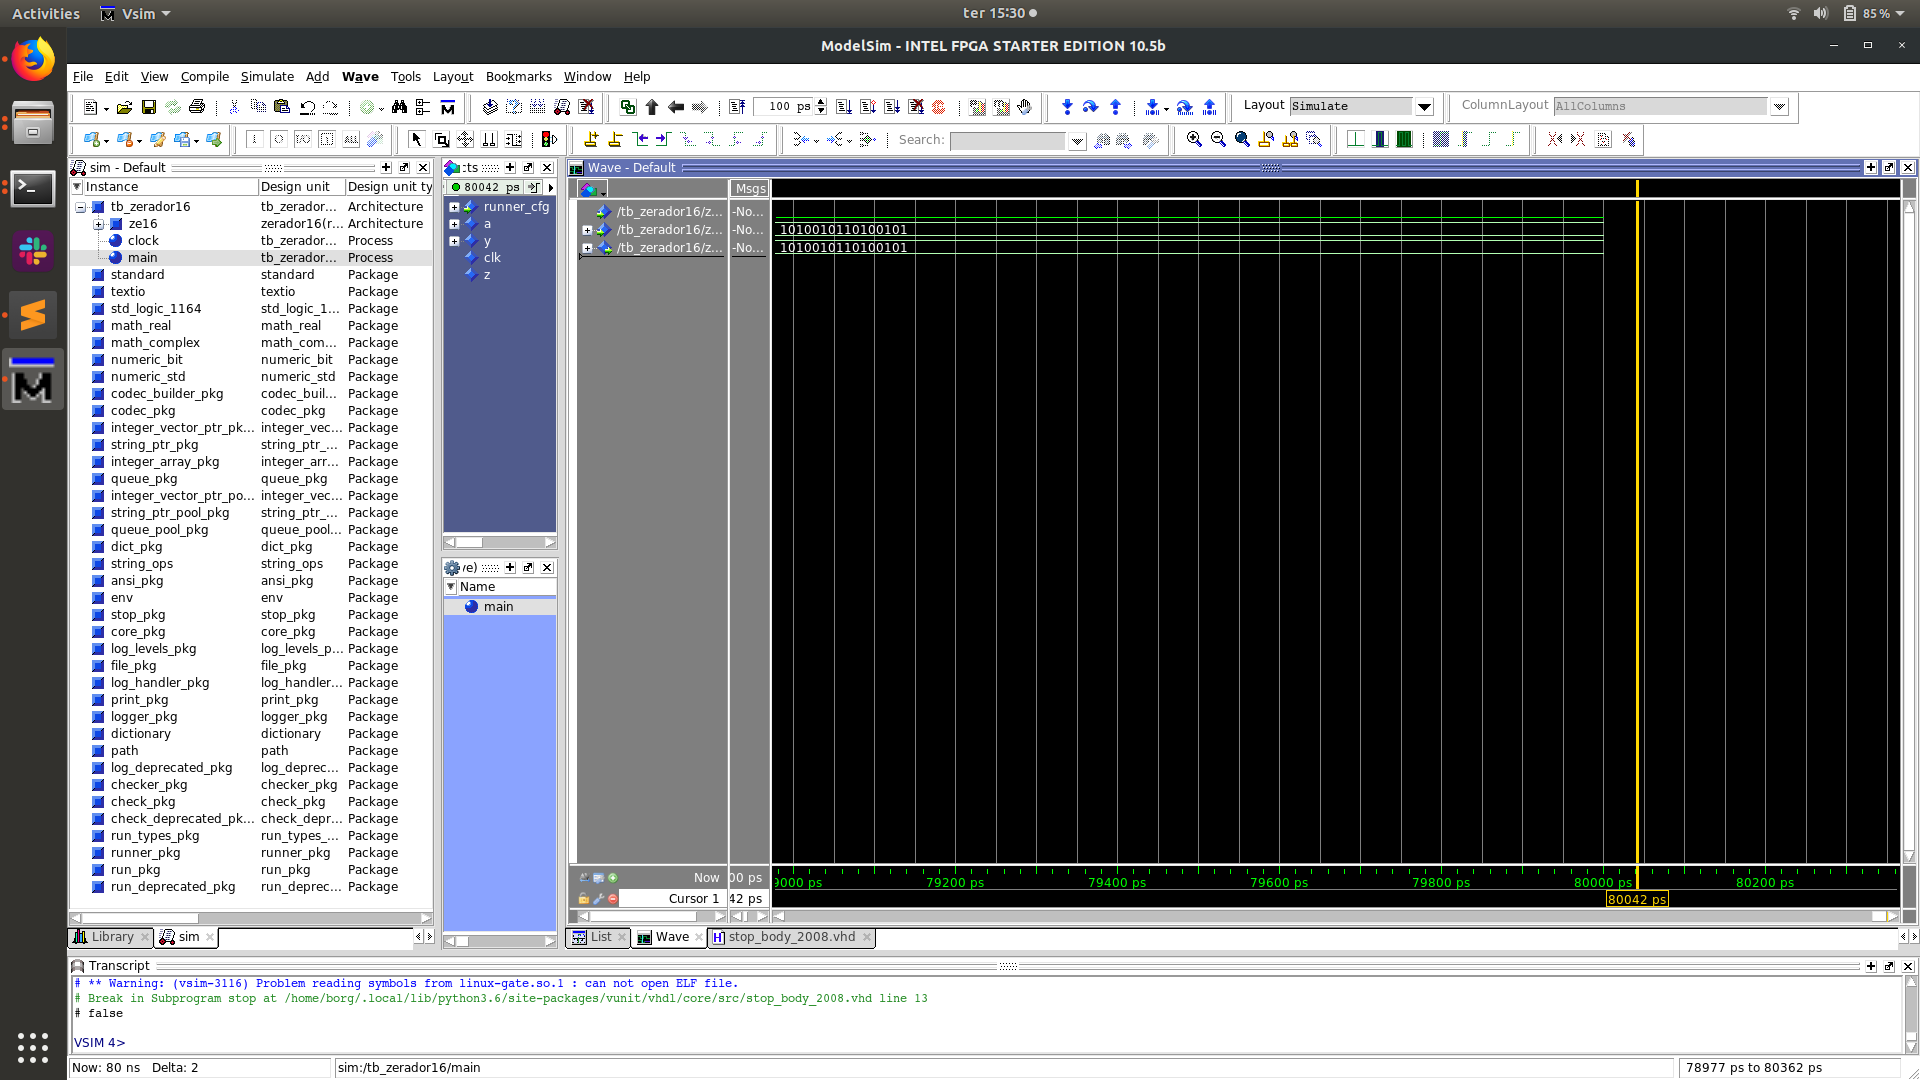 Activities Vsim ter 15:30 85%
ModelSim - INTEL FPGA STARTER EDITION 10.5b
File Edit View Compile Simulate Add Wave Tools Layout Bookmarks Window Help
100 ps Layout Simulate ColumnLayout AllColumns
Search:
sim - Default
Instance Design unit Design unit ty
tb_zerador16 tb_zerador... Architecture
ze16 zerador16(r... Architecture
clock tb_zerador... Process
main tb_zerador... Process
standard standard Package
textio textio Package
std_logic_1164 std_logic_1... Package
math_real math_real Package
math_complex math_com... Package
numeric_bit numeric_bit Package
numeric_std numeric_std Package
codec_builder_pkg codec_buil... Package
codec_pkg codec_pkg Package
integer_vector_ptr_pk... integer_vec... Package
string_ptr_pkg string_ptr_... Package
integer_array_pkg integer_arr... Package
queue_pkg queue_pkg Package
integer_vector_ptr_po... integer_vec... Package
string_ptr_pool_pkg string_ptr_... Package
queue_pool_pkg queue_pool... Package
dict_pkg dict_pkg Package
string_ops string_ops Package
ansi_pkg ansi_pkg Package
env env Package
stop_pkg stop_pkg Package
core_pkg core_pkg Package
log_levels_pkg log_levels_p... Package
file_pkg file_pkg Package
log_handler_pkg log_handler... Package
print_pkg print_pkg Package
logger_pkg logger_pkg Package
dictionary dictionary Package
path path Package
log_deprecated_pkg log_deprec... Package
checker_pkg checker_pkg Package
check_pkg check_pkg Package
check_deprecated_pk... check_depr... Package
run_types_pkg run_types_... Package
runner_pkg runner_pkg Package
run_pkg run_pkg Package
run_deprecated_pkg run_deprec... Package
Library sim
:cts
80042 ps
runner_cfg
a
y
clk
z
ve)
Name
main
Wave - Default
Msgs
/tb_zerador16/z... -No...
/tb_zerador16/z... -No... 1010010110100101
/tb_zerador16/z... -No... 1010010110100101
Now 00 ps 9000 ps 79200 ps 79400 ps 79600 ps 79800 ps 80000 ps 80200 ps
Cursor 1 42 ps 80042 ps
List Wave stop_body_2008.vhd
Transcript
# ** Warning: (vsim-3116) Problem reading symbols from linux-gate.so.1 : can not open ELF file.
# Break in Subprogram stop at /home/borg/.local/lib/python3.6/site-packages/vunit/vhdl/core/src/stop_body_2008.vhd line 13
# false
VSIM 4>
Now: 80 ns Delta: 2 sim:/tb_zerador16/main 78977 ps to 80362 ps